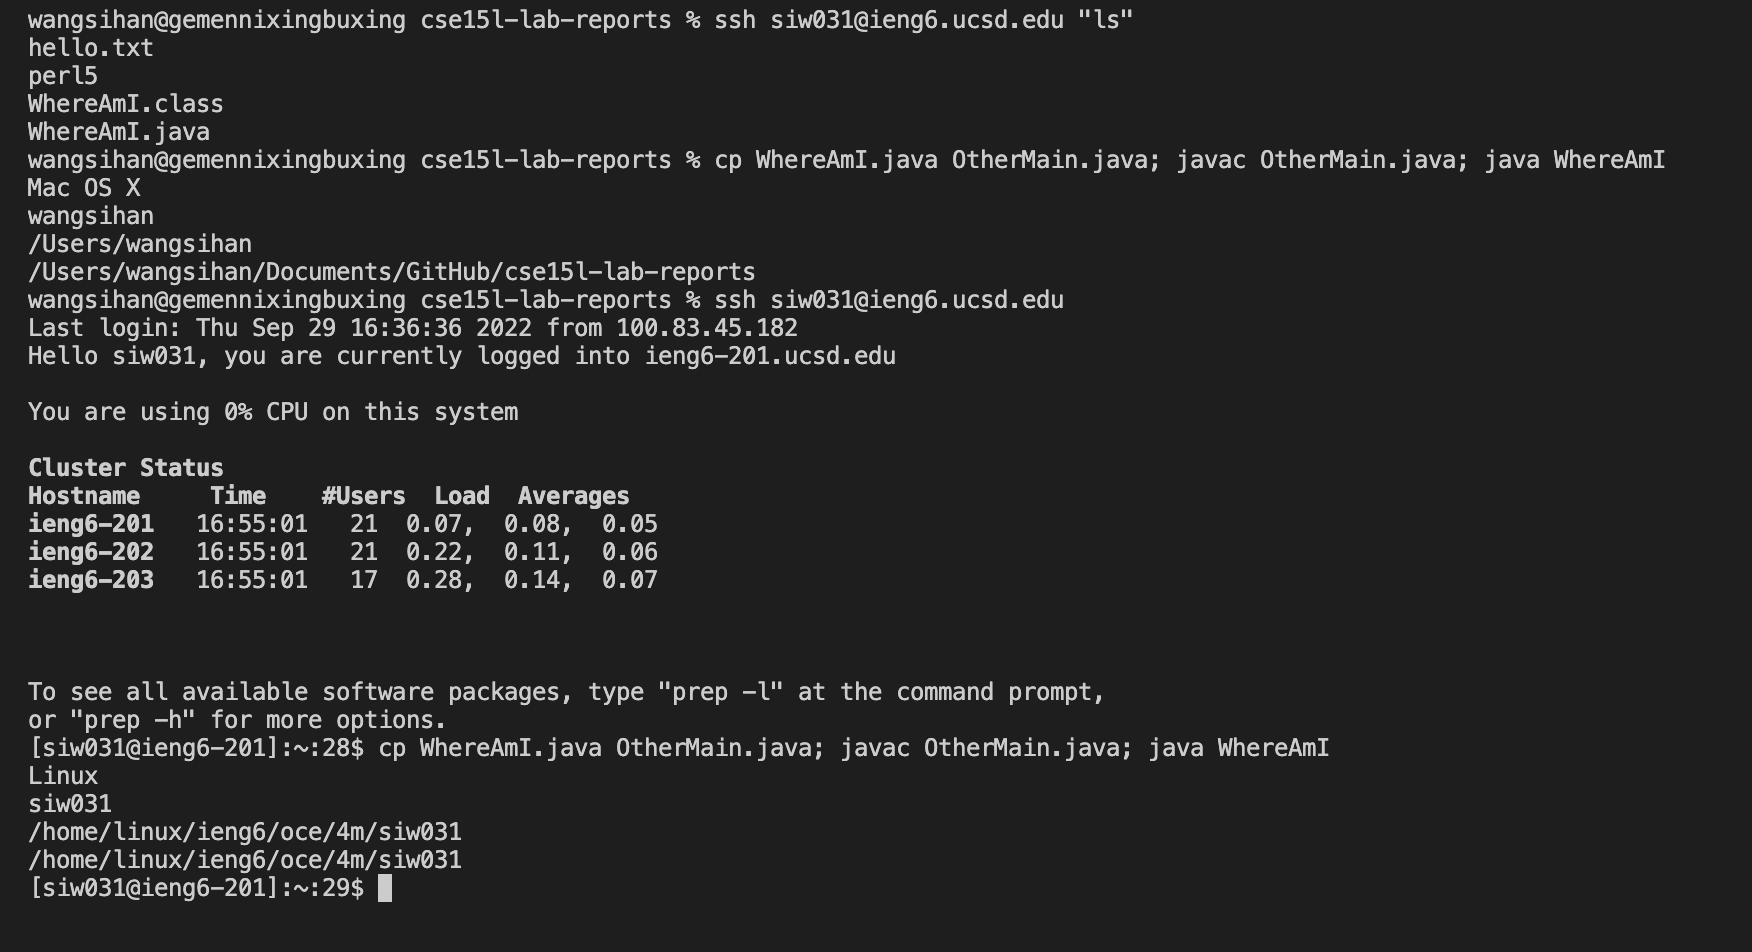 wangsihan@gemennixingbuxing cse15l-lab-reports % ssh siw031@ieng6.ucsd.edu "ls"
hello.txt
perl5
WhereAmI.class
WhereAmI.java
wangsihan@gemennixingbuxing cse15l-lab-reports % cp WhereAmI.java OtherMain.java; javac OtherMain.java; java WhereAmI
Mac OS X
wangsihan
/Users/wangsihan
/Users/wangsihan/Documents/GitHub/cse15l-lab-reports
wangsihan@gemennixingbuxing cse15l-lab-reports % ssh siw031@ieng6.ucsd.edu
Last login: Thu Sep 29 16:36:36 2022 from 100.83.45.182
Hello siw031, you are currently logged into ieng6-201.ucsd.edu
You are using 0% CPU on this system
Cluster Status
Hostname     Time    #Users  Load  Averages
ieng6-201   16:55:01   21  0.07,  0.08,  0.05
ieng6-202   16:55:01   21  0.22,  0.11,  0.06
ieng6-203   16:55:01   17  0.28,  0.14,  0.07
To see all available software packages, type "prep -l" at the command prompt,
or "prep -h" for more options.
[siw031@ieng6-201]:~:28$ cp WhereAmI.java OtherMain.java; javac OtherMain.java; java WhereAmI
Linux
siw031
/home/linux/ieng6/oce/4m/siw031
/home/linux/ieng6/oce/4m/siw031
[siw031@ieng6-201]:~:29$